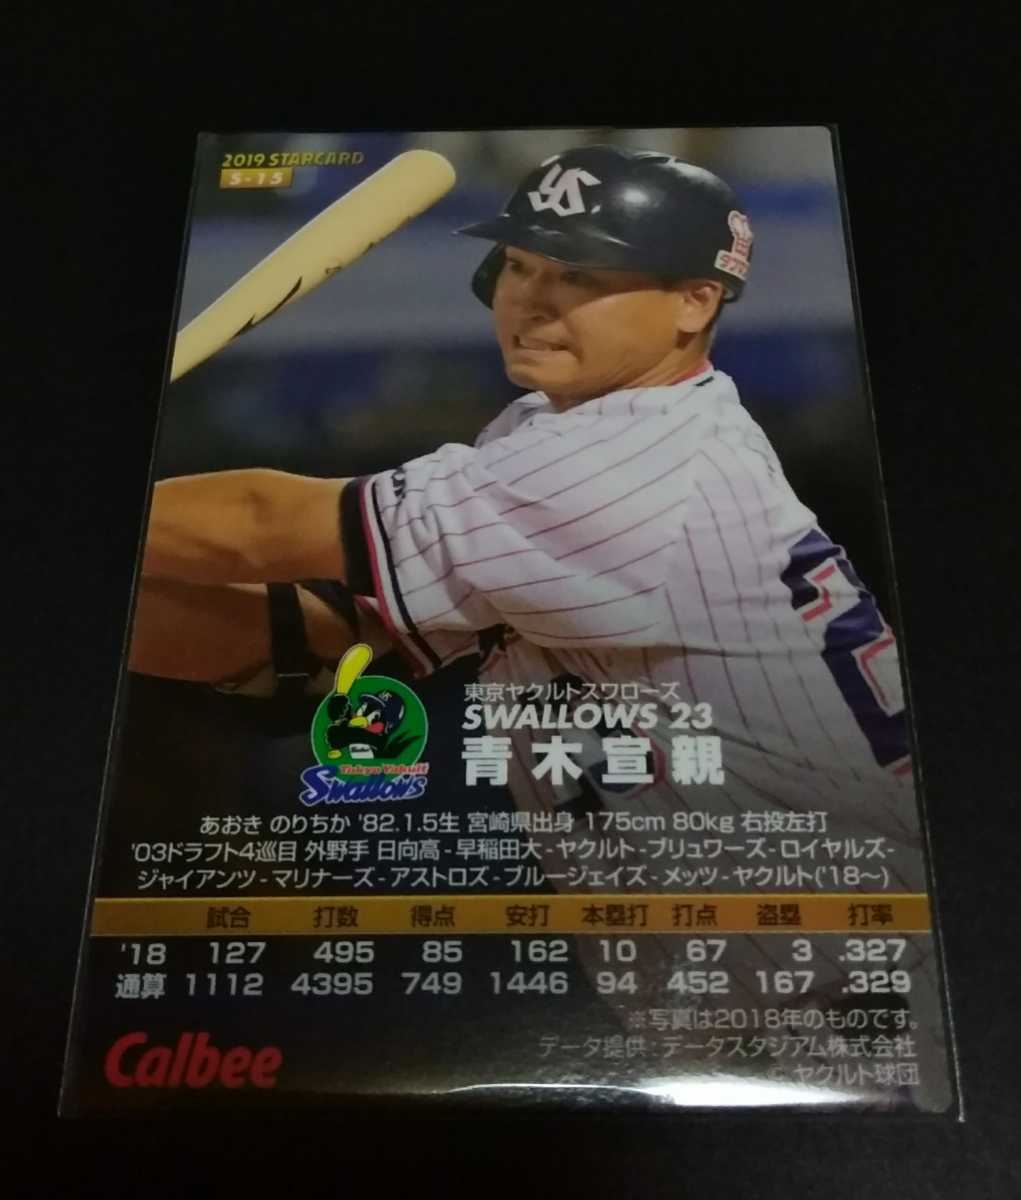 2019 STARCARD
S-15
YS
タフマン
東京ヤクルトスワローズ
SWALLOWS 23
青木宣親
Tokyo Yakult
Swallows
あおき のりちか '82.1.5生 宮崎県出身 175cm 80kg 右投左打
'03ドラフト4巡目 外野手 日向高-早稲田大-ヤクルト-ブリュワーズ-ロイヤルズ-
ジャイアンツ-マリナーズ-アストロズ-ブルージェイズ-メッツ-ヤクルト('18〜)
試合 打数 得点 安打 本塁打 打点 盗塁 打率
'18 127 495 85 162 10 67 3 .327
通算 1112 4395 749 1446 94 452 167 .329
※写真は2018年のものです。
データ提供:データスタジアム株式会社
© ヤクルト球団
Calbee